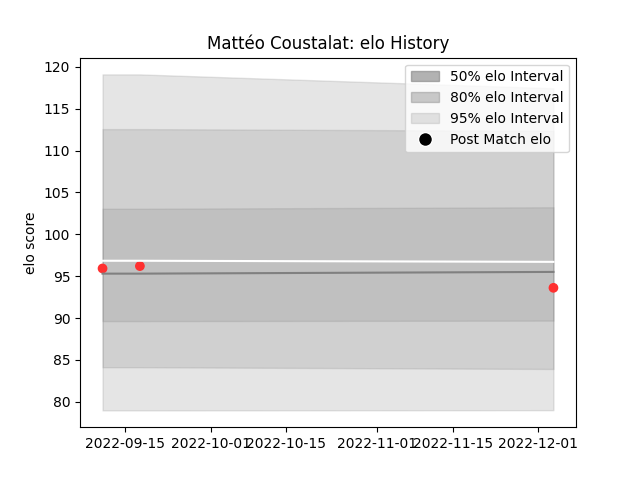 Mattéo Coustalat: elo History
120
115
110
105
100
95
90
85
80
elo score
50% elo Interval
80% elo Interval
95% elo Interval
Post Match elo
2022-09-15
2022-10-01
2022-10-15
2022-11-01
2022-11-15
2022-12-01